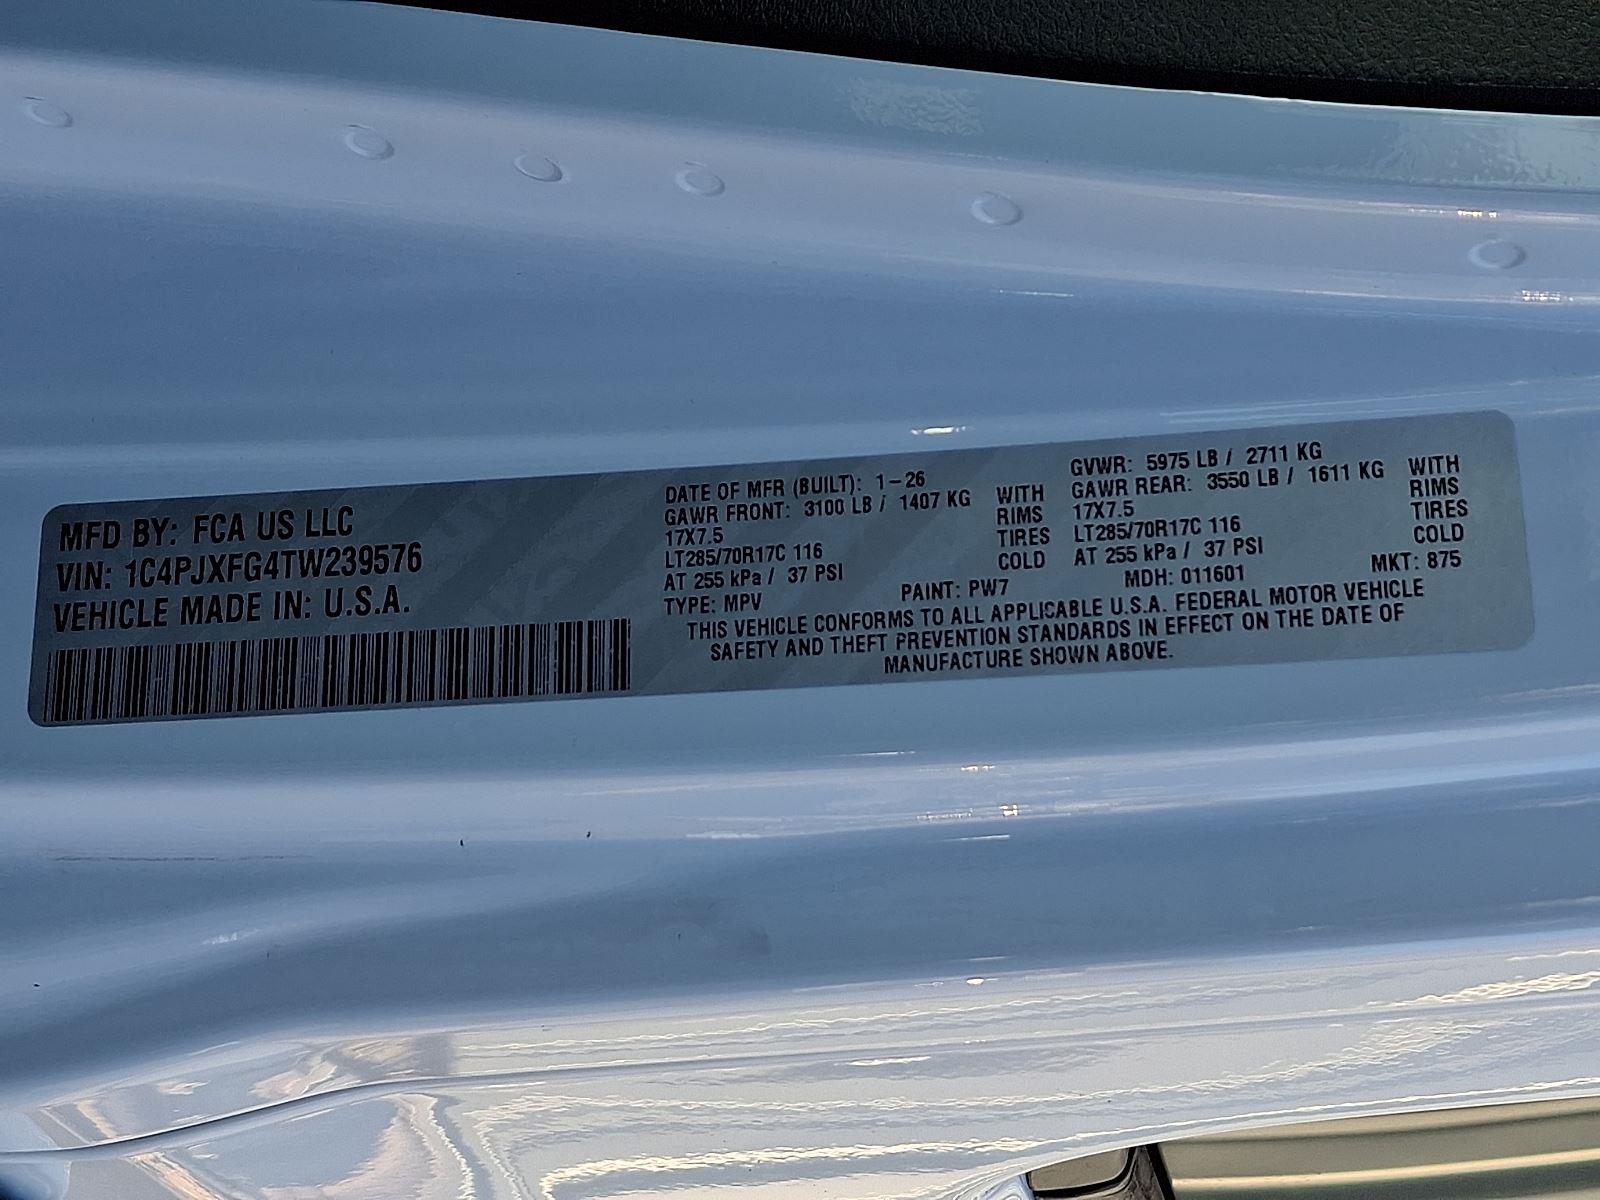 MFD BY: FCA US LLC
VIN: 1C4PJXFG4TW239576
VEHICLE MADE IN: U.S.A.
DATE OF MFR (BUILT): 1-26
GAWR FRONT: 3100 LB / 1407 KG WITH
17X7.5 RIMS
LT285/70R17C 116 TIRES
AT 255 kPa / 37 PSI COLD
GVWR: 5975 LB / 2711 KG
GAWR REAR: 3550 LB / 1611 KG WITH
17X7.5 RIMS
LT285/70R17C 116 TIRES
AT 255 kPa / 37 PSI COLD
TYPE: MPV PAINT: PW7 MDH: 011601 MKT: 875
THIS VEHICLE CONFORMS TO ALL APPLICABLE U.S.A. FEDERAL MOTOR VEHICLE
SAFETY AND THEFT PREVENTION STANDARDS IN EFFECT ON THE DATE OF
MANUFACTURE SHOWN ABOVE.